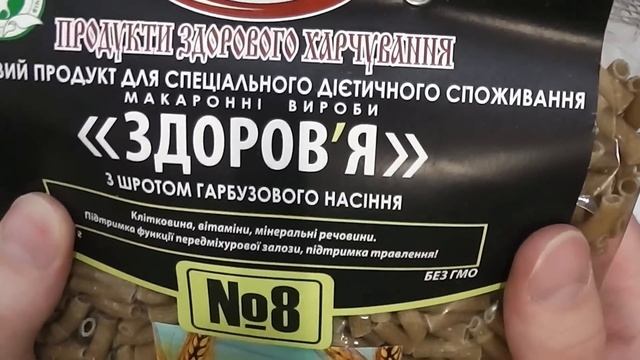 ПРОДУКТИ ЗДОРОВОГО ХАРЧУВАННЯ
ПРОДУКТ ДЛЯ СПЕЦІАЛЬНОГО ДІЄТИЧНОГО СПОЖИВАННЯ
МАКАРОННІ ВИРОБИ
«ЗДОРОВ'Я»
З ШРОТОМ ГАРБУЗОВОГО НАСІННЯ
Клітковина, вітаміни, мінеральні речовини.
Підтримка функції передміхурової залози, підтримка травлення!
БЕЗ ГМО
№8